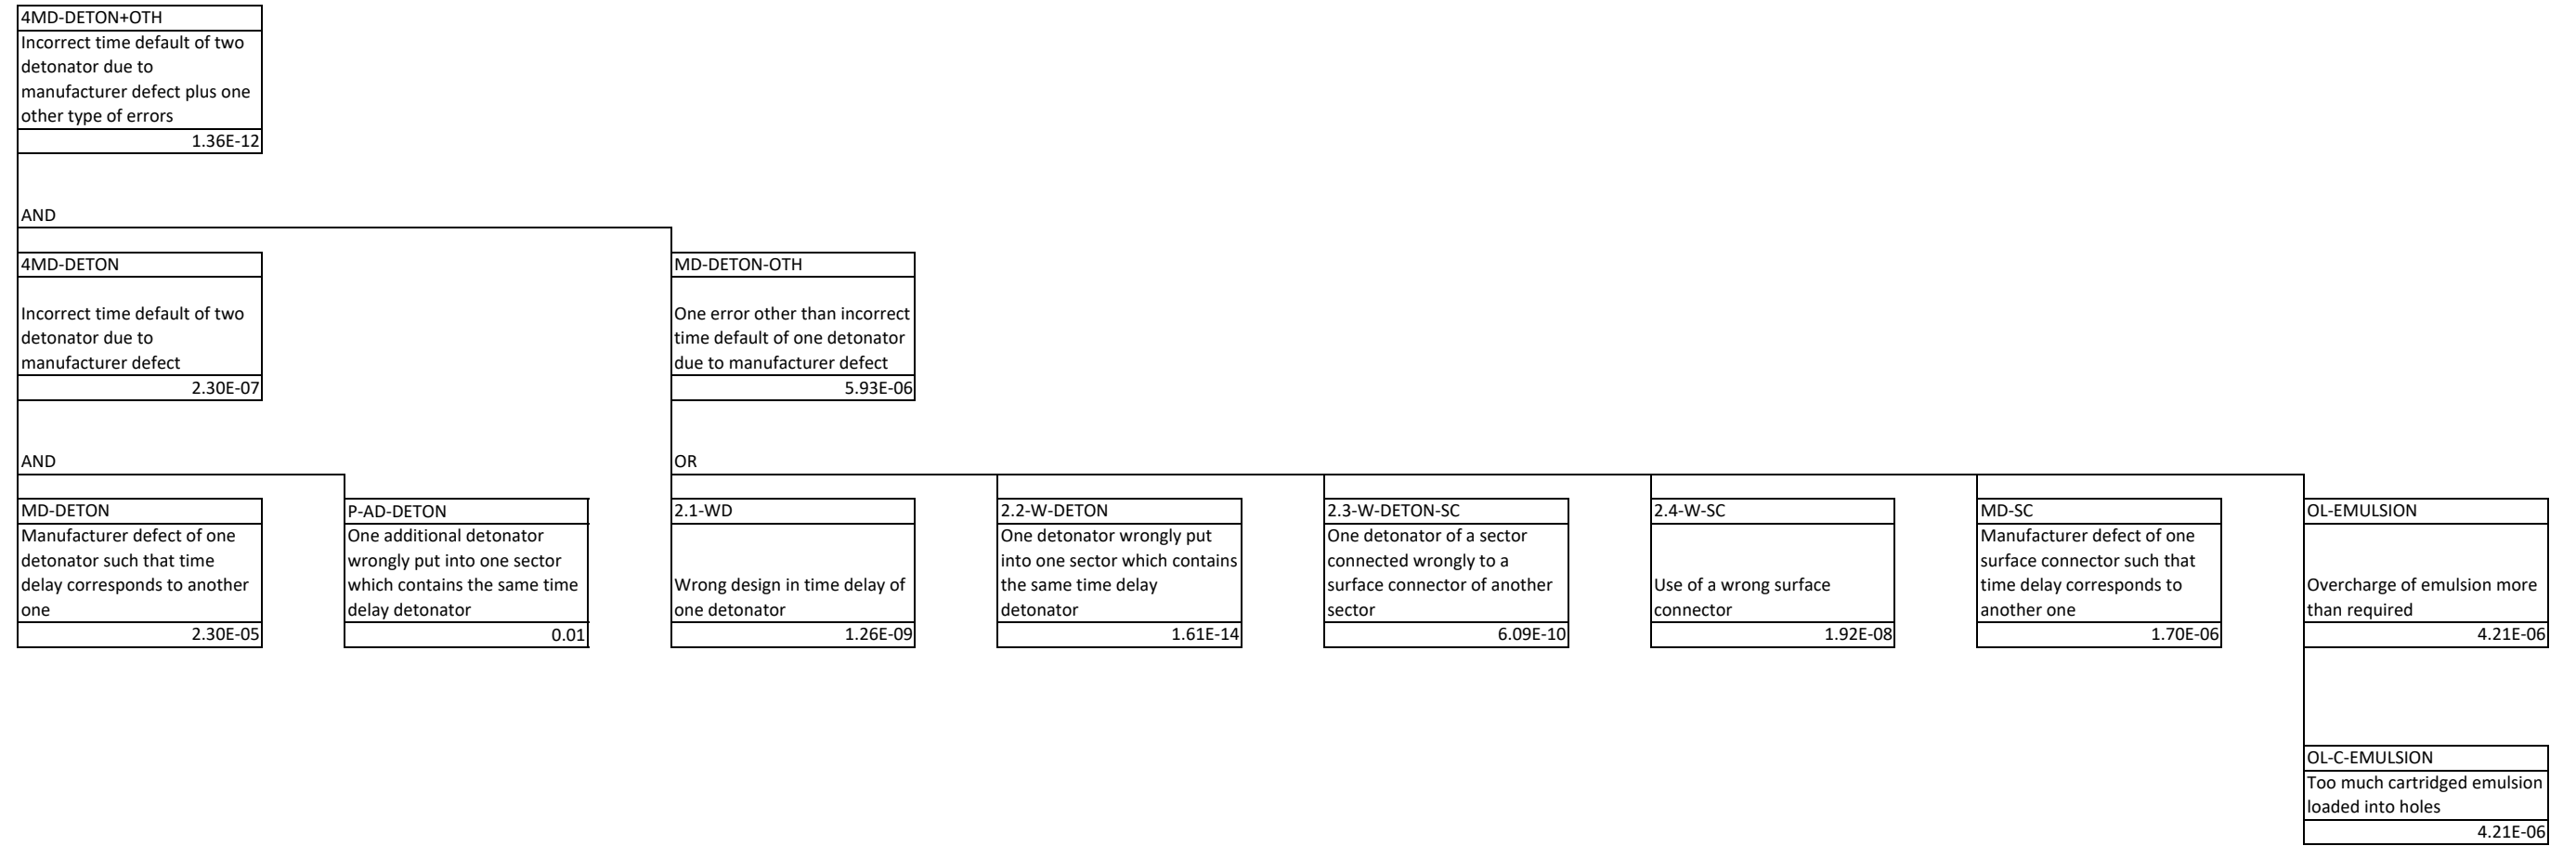 4MD-DETON+OTH
Incorrect time default of two
detonator due to
manufacturer defect plus one
other type of errors
1.36E-12
AND
4MD-DETON
Incorrect time default of two
detonator due to
manufacturer defect
2.30E-07
MD-DETON-OTH
One error other than incorrect
time default of one detonator
due to manufacturer defect
5.93E-06
AND
OR
MD-DETON
Manufacturer defect of one
detonator such that time
delay corresponds to another
one
2.30E-05
P-AD-DETON
One additional detonator
wrongly put into one sector
which contains the same time
delay detonator
0.01
2.1-WD
Wrong design in time delay of
one detonator
1.26E-09
2.2-W-DETON
One detonator wrongly put
into one sector which contains
the same time delay
detonator
1.61E-14
2.3-W-DETON-SC
One detonator of a sector
connected wrongly to a
surface connector of another
sector
6.09E-10
2.4-W-SC
Use of a wrong surface
connector
1.92E-08
MD-SC
Manufacturer defect of one
surface connector such that
time delay corresponds to
another one
1.70E-06
OL-EMULSION
Overcharge of emulsion more
than required
4.21E-06
OL-C-EMULSION
Too much cartridged emulsion
loaded into holes
4.21E-06